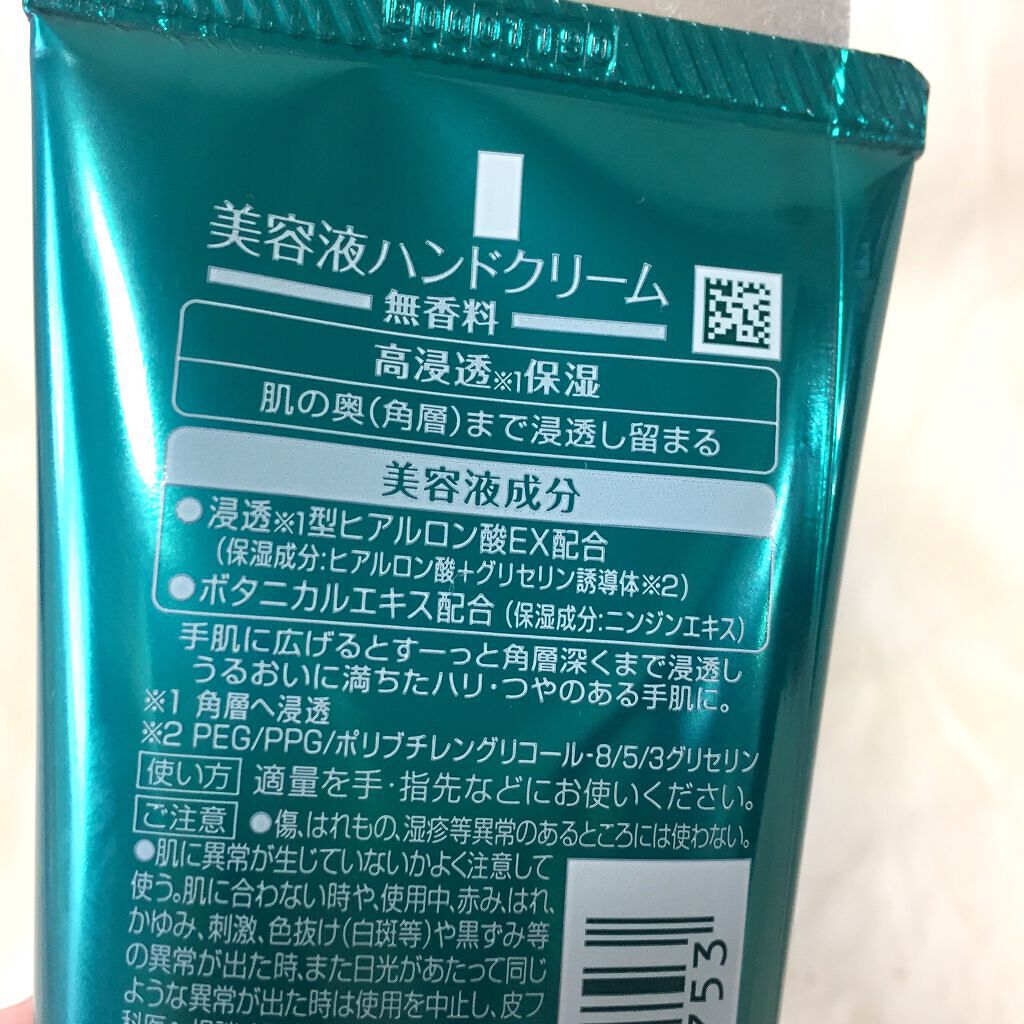 美容液ハンドクリーム
無香料
高浸透※1保湿
肌の奥(角層)まで浸透し留まる
美容液成分
●浸透※1型ヒアルロン酸EX配合
(保湿成分:ヒアルロン酸+グリセリン誘導体※2)
●ボタニカルエキス配合(保湿成分:ニンジンエキス)
手肌に広げるとすーっと角層深くまで浸透し
うるおいに満ちたハリ・つやのある手肌に。
※1 角層へ浸透
※2 PEG/PPG/ポリブチレングリコール-8/5/3グリセリン
使い方 適量を手・指先などにお使いください。
ご注意 ●傷、はれもの、湿疹等異常のあるところには使わない。
●肌に異常が生じていないかよく注意して
使う。肌に合わない時や、使用中、赤み、はれ、
かゆみ、刺激、色抜け(白斑等)や黒ずみ等
の異常が出た時、また日光があたって同じ
ような異常が出た時は使用を中止し、皮フ
753